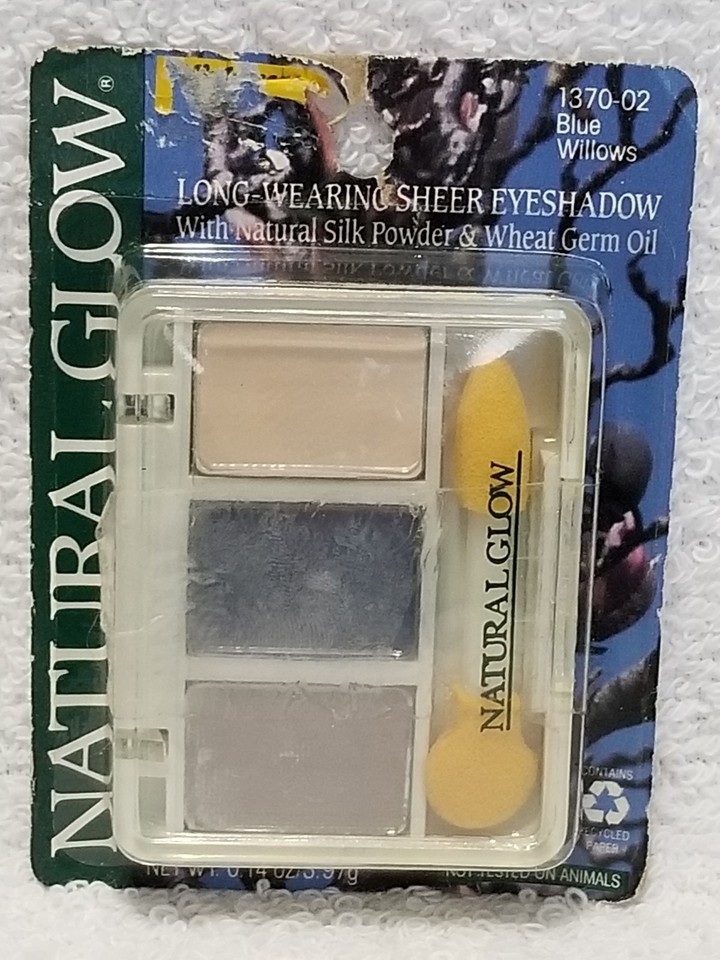 NATURAL GLOW®
1370-02
Blue
Willows
LONG-WEARING SHEER EYESHADOW
With Natural Silk Powder & Wheat Germ Oil
NATURAL GLOW
CONTAINS
RECYCLED
PAPER
NET WT. 0.14 OZ/3.97g
NOT TESTED ON ANIMALS